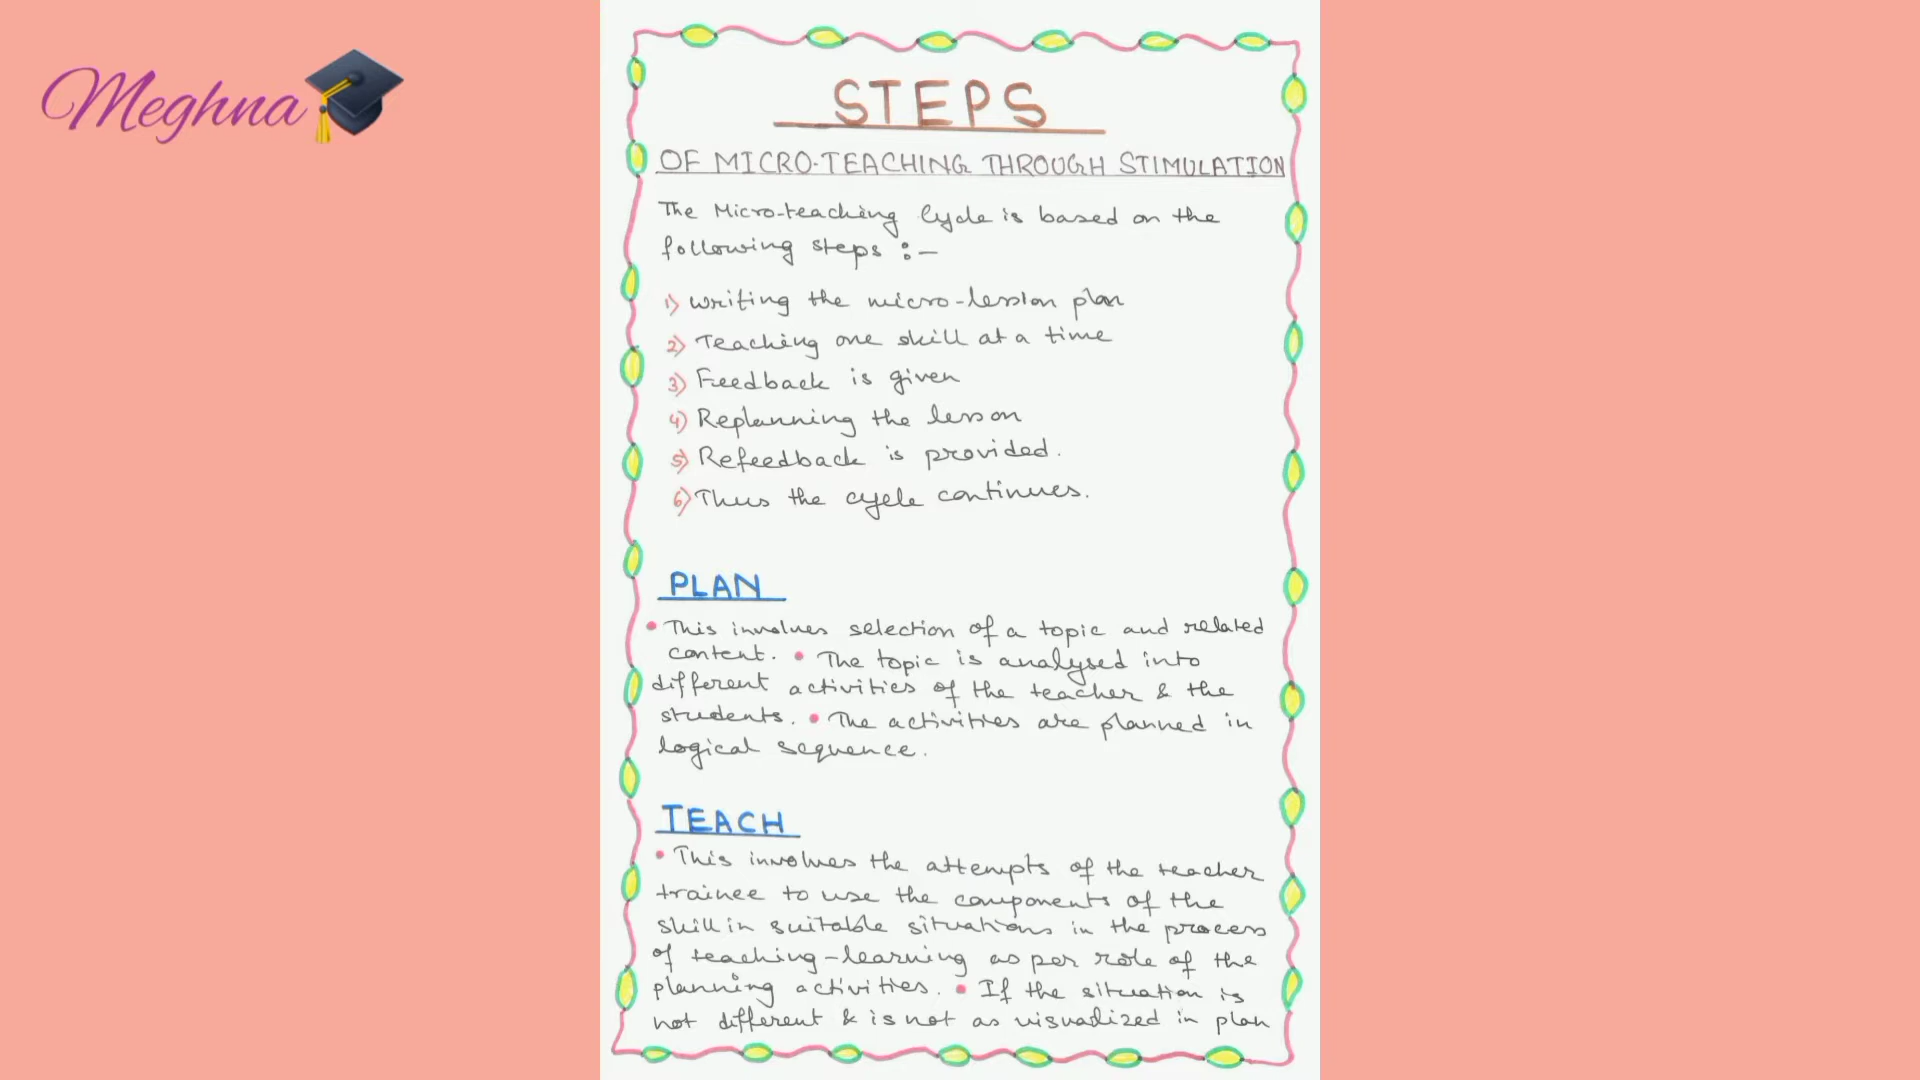 Meghna
STEPS
OF MICRO-TEACHING THROUGH STIMULATION
The Micro-teaching Cycle is based on the
following steps :-
1) Writing the micro-lession plan
2) Teaching one skill at a time
3) Feedback is given
4) Replanning the lesson
5) Refeedback is provided.
6) Thus the cycle continues.
PLAN
• This involves selection of a topic and related
content. • The topic is analysed into
different activities of the teacher & the
students. • The activities are planned in
logical sequence.
TEACH
• This involves the attempts of the teacher
trainee to use the components of the
skill in suitable situations in the process
of teaching-learning as per role of the
planning activities. • If the situation is
not different & is not as visualized in plan